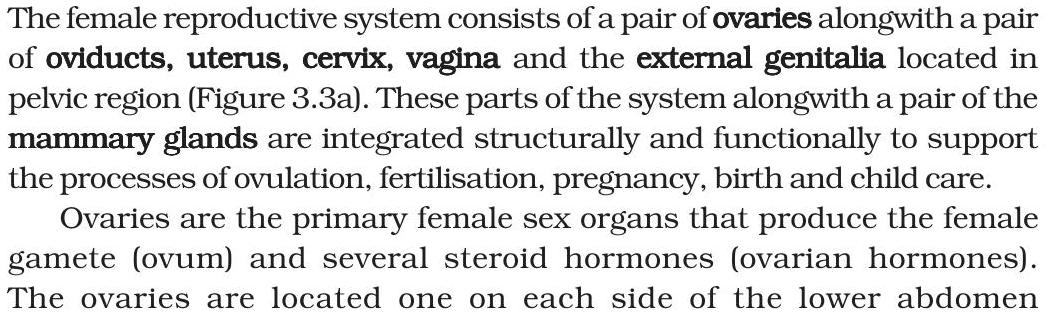 The female reproductive system consists of a pair of ovaries alongwith a pair
of oviducts, uterus, cervix, vagina and the external genitalia located in
pelvic region (Figure 3.3a). These parts of the system alongwith a pair of the
mammary glands are integrated structurally and functionally to support
the processes of ovulation, fertilisation, pregnancy, birth and child care.
Ovaries are the primary female sex organs that produce the female
gamete (ovum) and several steroid hormones (ovarian hormones).
The ovaries are located one on each side of the lower abdomen